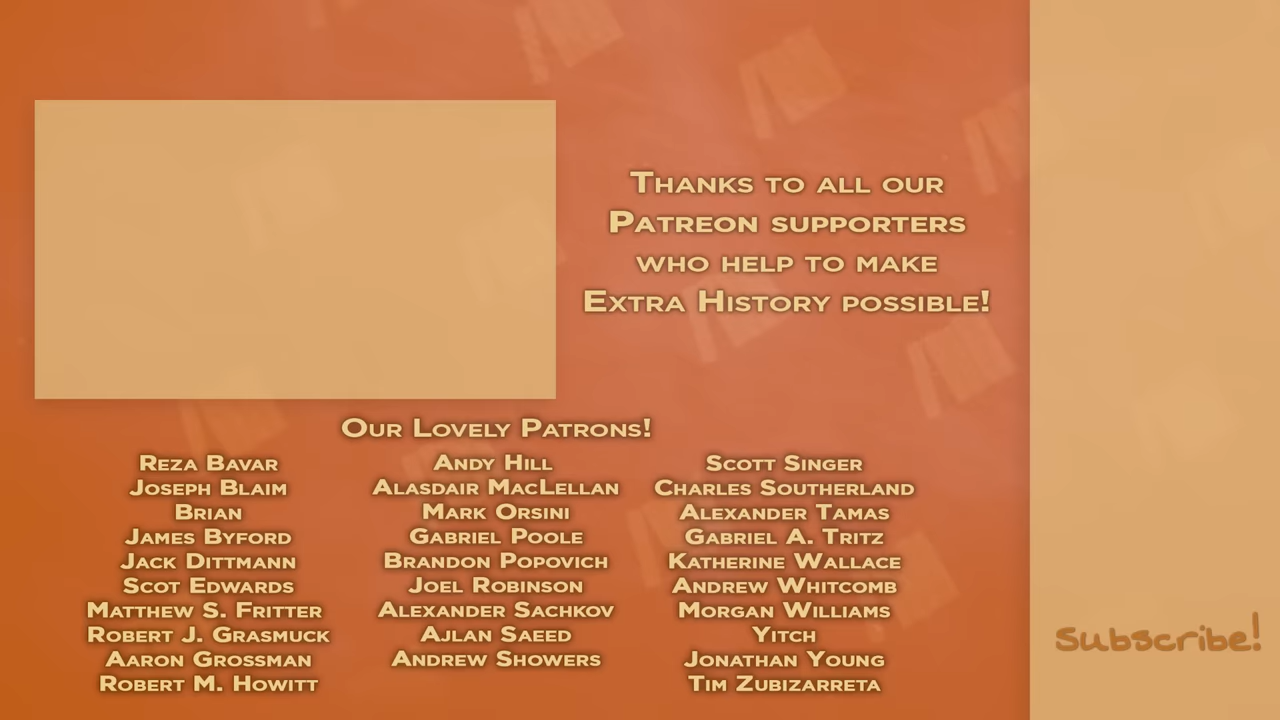 Thanks to all our
Patreon supporters
who help to make
Extra History possible!
Our Lovely Patrons!
Reza Bavar
Joseph Blaim
Brian
James Byford
Jack Dittmann
Scot Edwards
Matthew S. Fritter
Robert J. Grasmuck
Aaron Grossman
Robert M. Howitt
Andy Hill
Alasdair MacLellan
Mark Orsini
Gabriel Poole
Brandon Popovich
Joel Robinson
Alexander Sachkov
Ajlan Saeed
Andrew Showers
Scott Singer
Charles Southerland
Alexander Tamas
Gabriel A. Tritz
Katherine Wallace
Andrew Whitcomb
Morgan Williams
Yitch
Jonathan Young
Tim Zubizarreta
Subscribe!